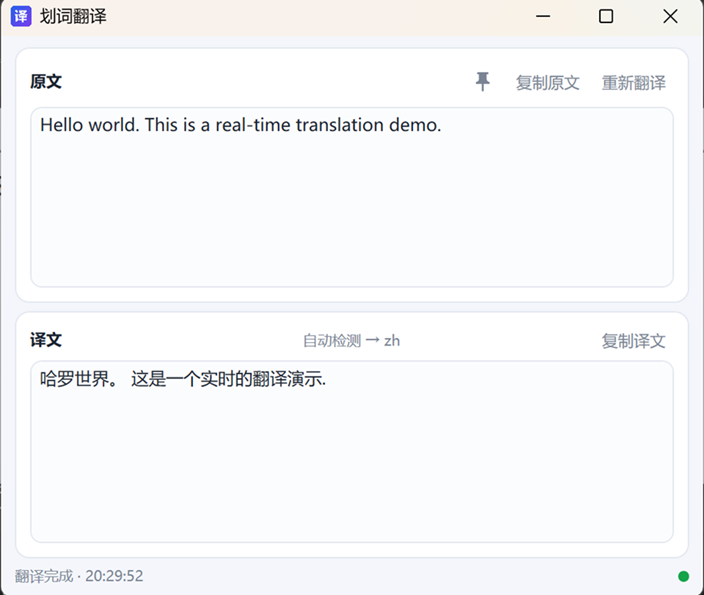 译 划词翻译
原文 复制原文 重新翻译
Hello world. This is a real-time translation demo.
译文 自动检测 → zh 复制译文
哈罗世界。 这是一个实时的翻译演示.
翻译完成 · 20:29:52